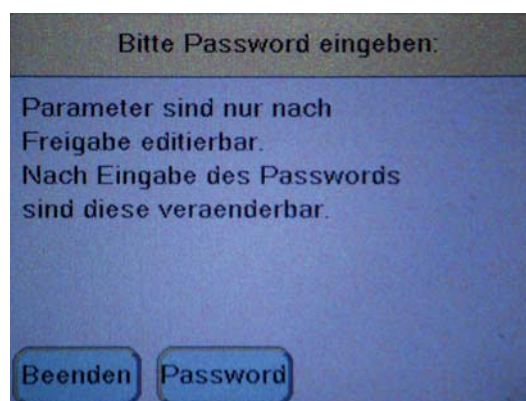 Bitte Password eingeben:
Parameter sind nur nach
Freigabe editierbar.
Nach Eingabe des Passwords
sind diese veraenderbar.
Beenden Password